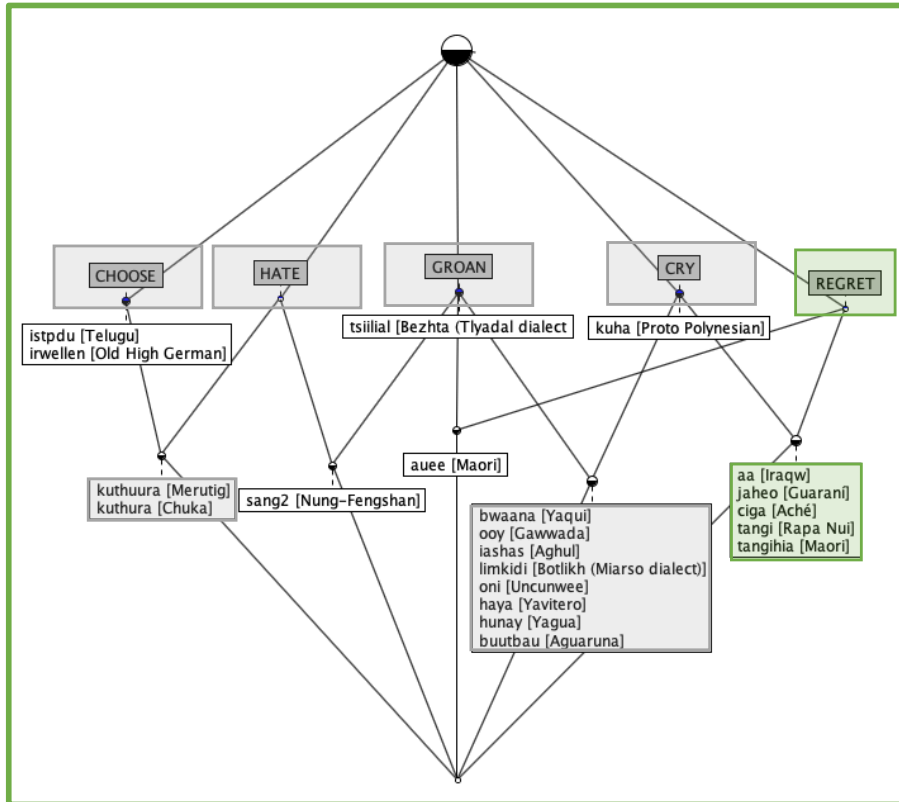 CHOOSE
HATE
GROAN
CRY
REGRET
istpdu [Telugu]
irwellen [Old High German]
tsiilial [Bezhta (Tlyadal dialect
kuha [Proto Polynesian]
kuthuura [Merutig]
kuthura [Chuka]
sang2 [Nung-Fengshan]
auee [Maori]
bwaana [Yaqui]
ooy [Gawwada]
iashas [Aghul]
limkidi [Botlikh (Miarso dialect)]
oni [Uncunwee]
haya [Yavitero]
hunay [Yagua]
buutbau [Aguaruna]
aa [Iraqw]
jaheo [Guaraní]
ciga [Aché]
tangi [Rapa Nui]
tangihia [Maori]